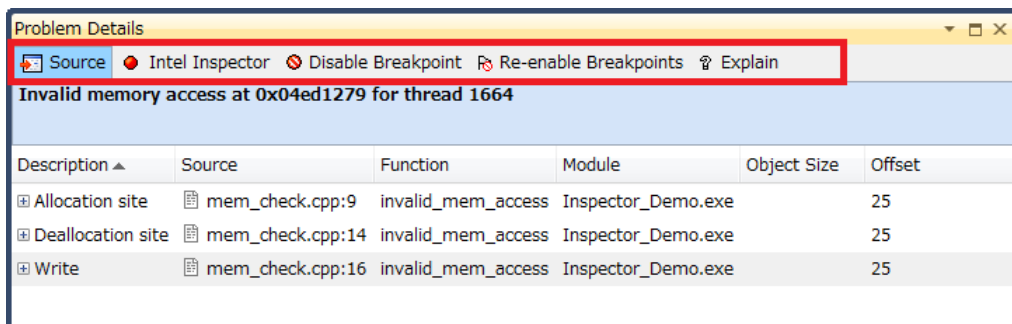 Problem Details
Source Intel Inspector Disable Breakpoint Re-enable Breakpoints Explain
Invalid memory access at 0x04ed1279 for thread 1664
Description Source Function Module Object Size Offset
Allocation site mem_check.cpp:9 invalid_mem_access Inspector_Demo.exe 25
Deallocation site mem_check.cpp:14 invalid_mem_access Inspector_Demo.exe 25
Write mem_check.cpp:16 invalid_mem_access Inspector_Demo.exe 25